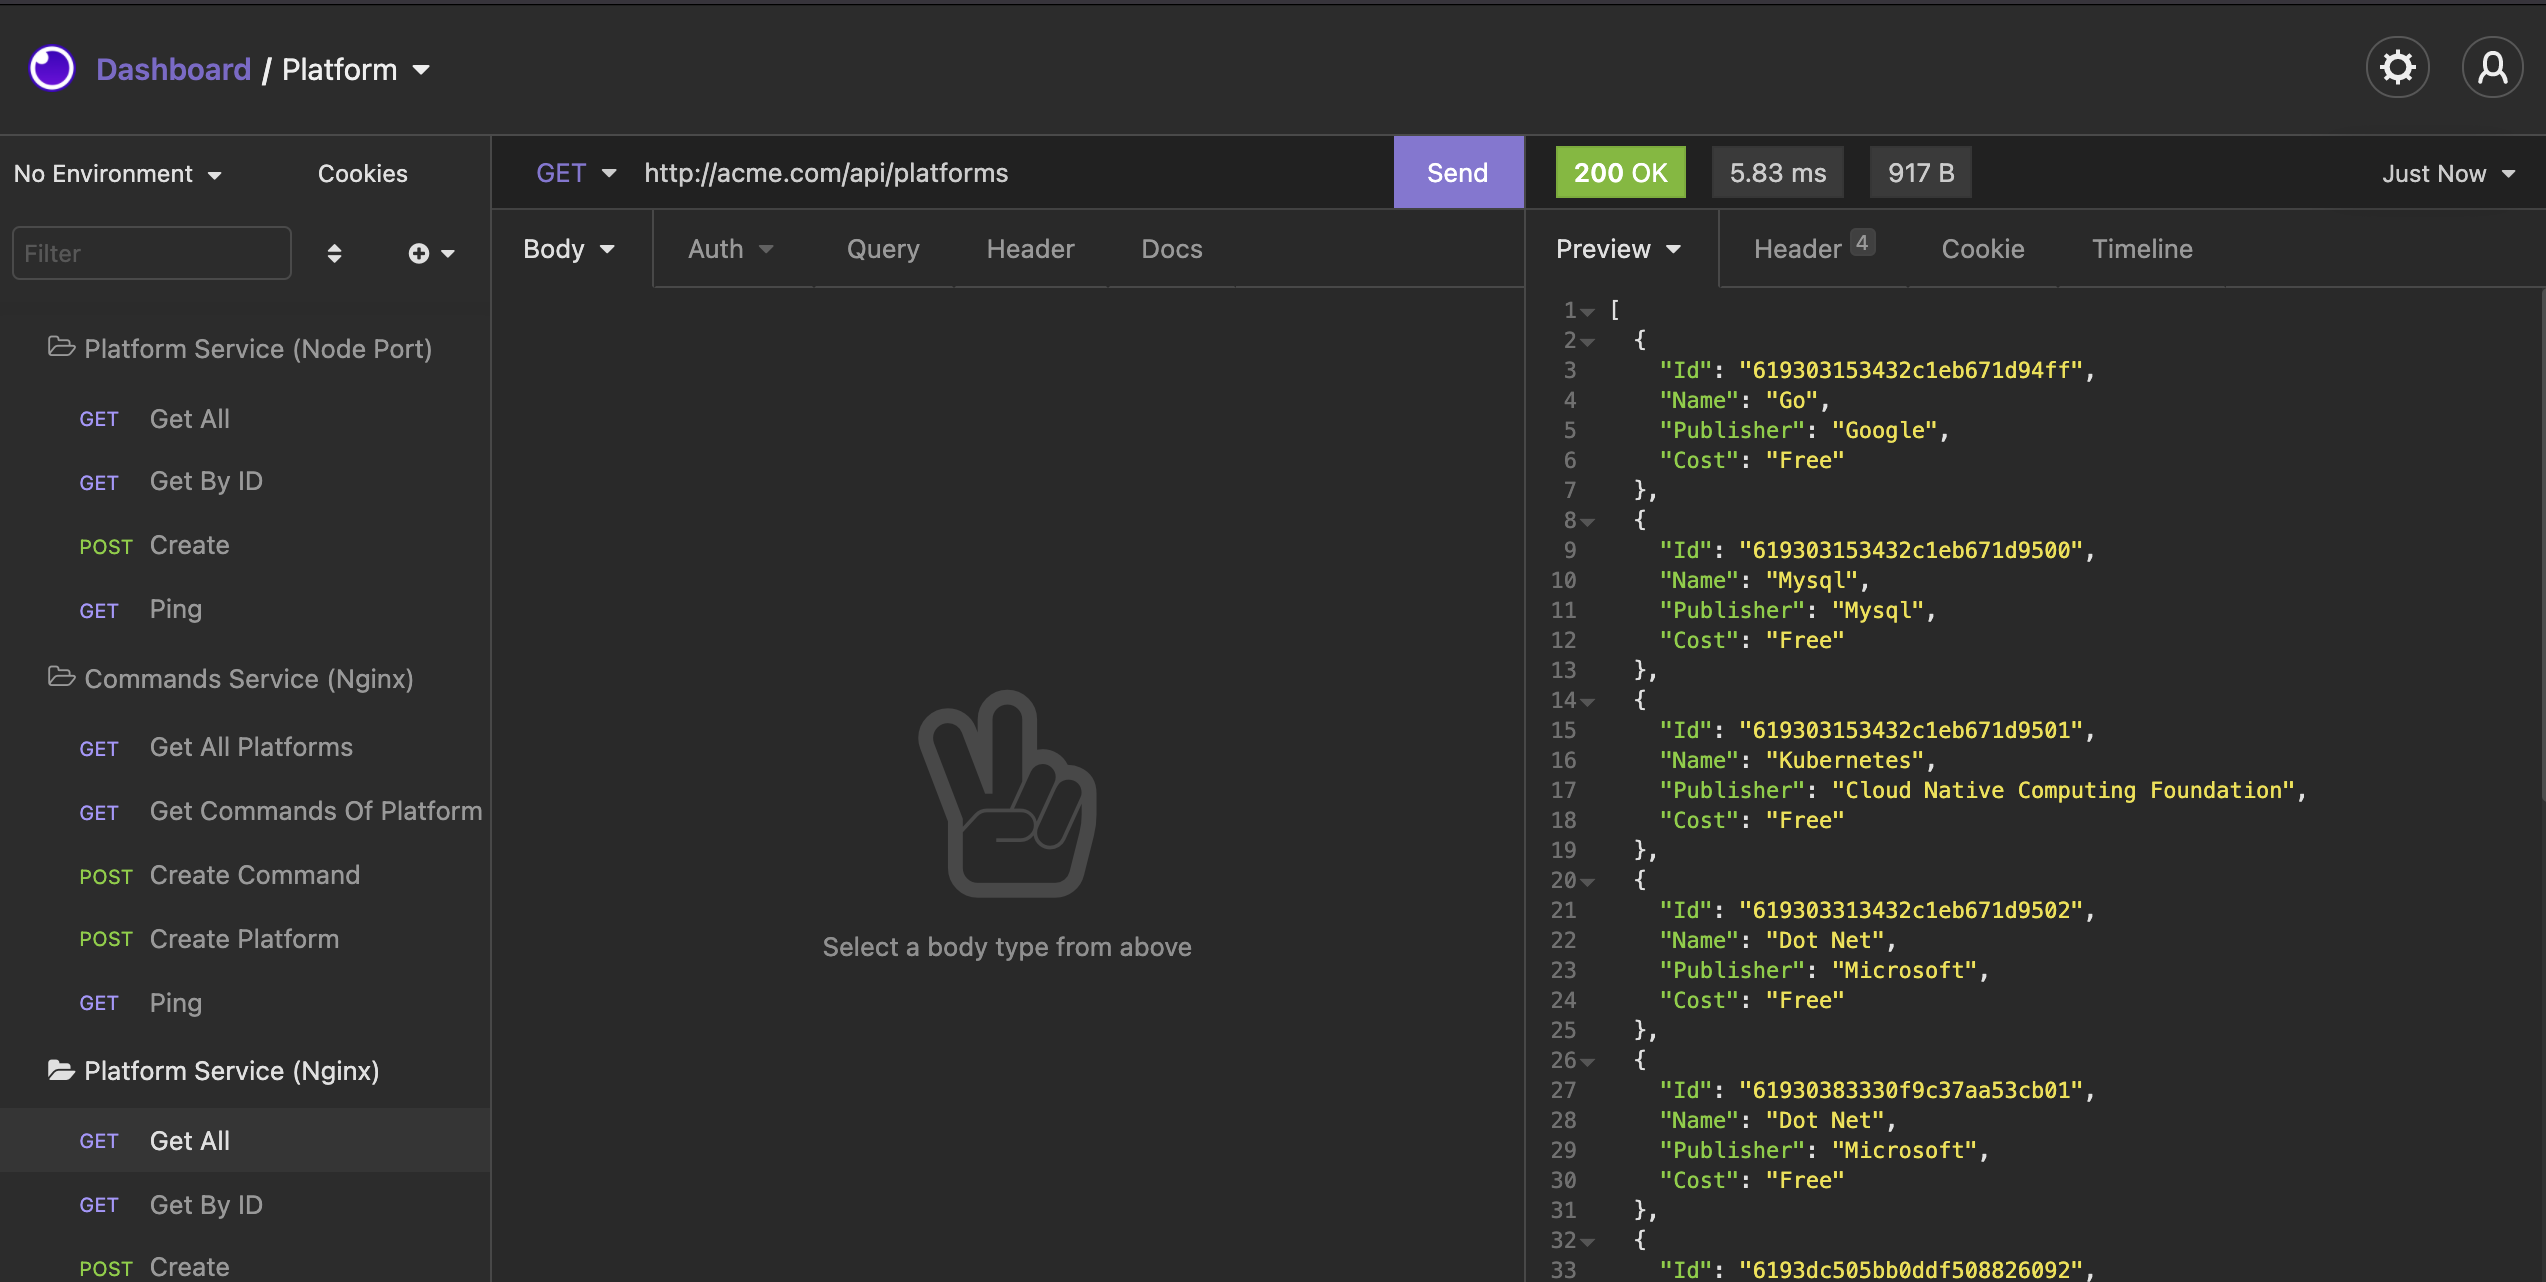 Dashboard / Platform
No Environment Cookies
Filter
Platform Service (Node Port)
GET Get All
GET Get By ID
POST Create
GET Ping
Commands Service (Nginx)
GET Get All Platforms
GET Get Commands Of Platform
POST Create Command
POST Create Platform
GET Ping
Platform Service (Nginx)
GET Get All
GET Get By ID
POST Create
GET http://acme.com/api/platforms Send
Body Auth Query Header Docs
Select a body type from above
200 OK 5.83 ms 917 B Just Now
Preview Header 4 Cookie Timeline
1 [
2 {
3 "Id": "619303153432c1eb671d94ff",
4 "Name": "Go",
5 "Publisher": "Google",
6 "Cost": "Free"
7 },
8 {
9 "Id": "619303153432c1eb671d9500",
10 "Name": "Mysql",
11 "Publisher": "Mysql",
12 "Cost": "Free"
13 },
14 {
15 "Id": "619303153432c1eb671d9501",
16 "Name": "Kubernetes",
17 "Publisher": "Cloud Native Computing Foundation",
18 "Cost": "Free"
19 },
20 {
21 "Id": "619303313432c1eb671d9502",
22 "Name": "Dot Net",
23 "Publisher": "Microsoft",
24 "Cost": "Free"
25 },
26 {
27 "Id": "61930383330f9c37aa53cb01",
28 "Name": "Dot Net",
29 "Publisher": "Microsoft",
30 "Cost": "Free"
31 },
32 {
33 "Id": "6193dc505bb0ddf508826092",